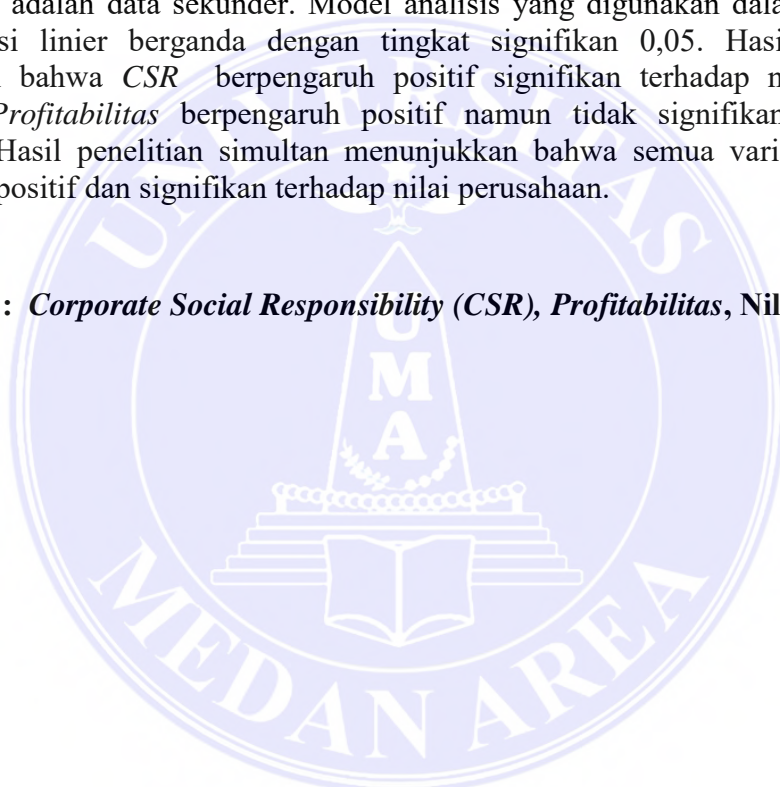 adalah data sekunder. Model analisis yang digunakan dala
si linier berganda dengan tingkat signifikan 0,05. Hasi
bahwa CSR berpengaruh positif signifikan terhadap n
Profitabilitas berpengaruh positif namun tidak signifikan
Hasil penelitian simultan menunjukkan bahwa semua vari
positif dan signifikan terhadap nilai perusahaan.
: Corporate Social Responsibility (CSR), Profitabilitas, Nil
UNIVERSITAS
UMA
MEDAN AREA